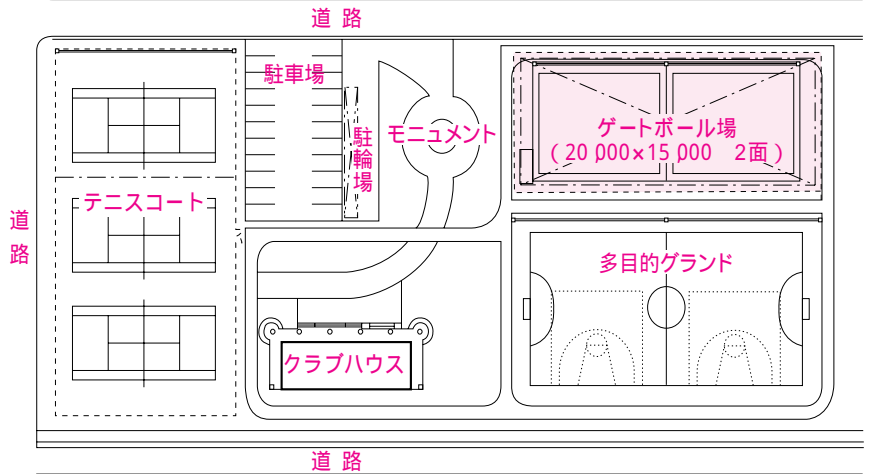 道 路
駐車場
モニュメント
駐輪場
ゲートボール場
(20,000×15,000 2面)
テニスコート
道路
多目的グランド
クラブハウス
道 路